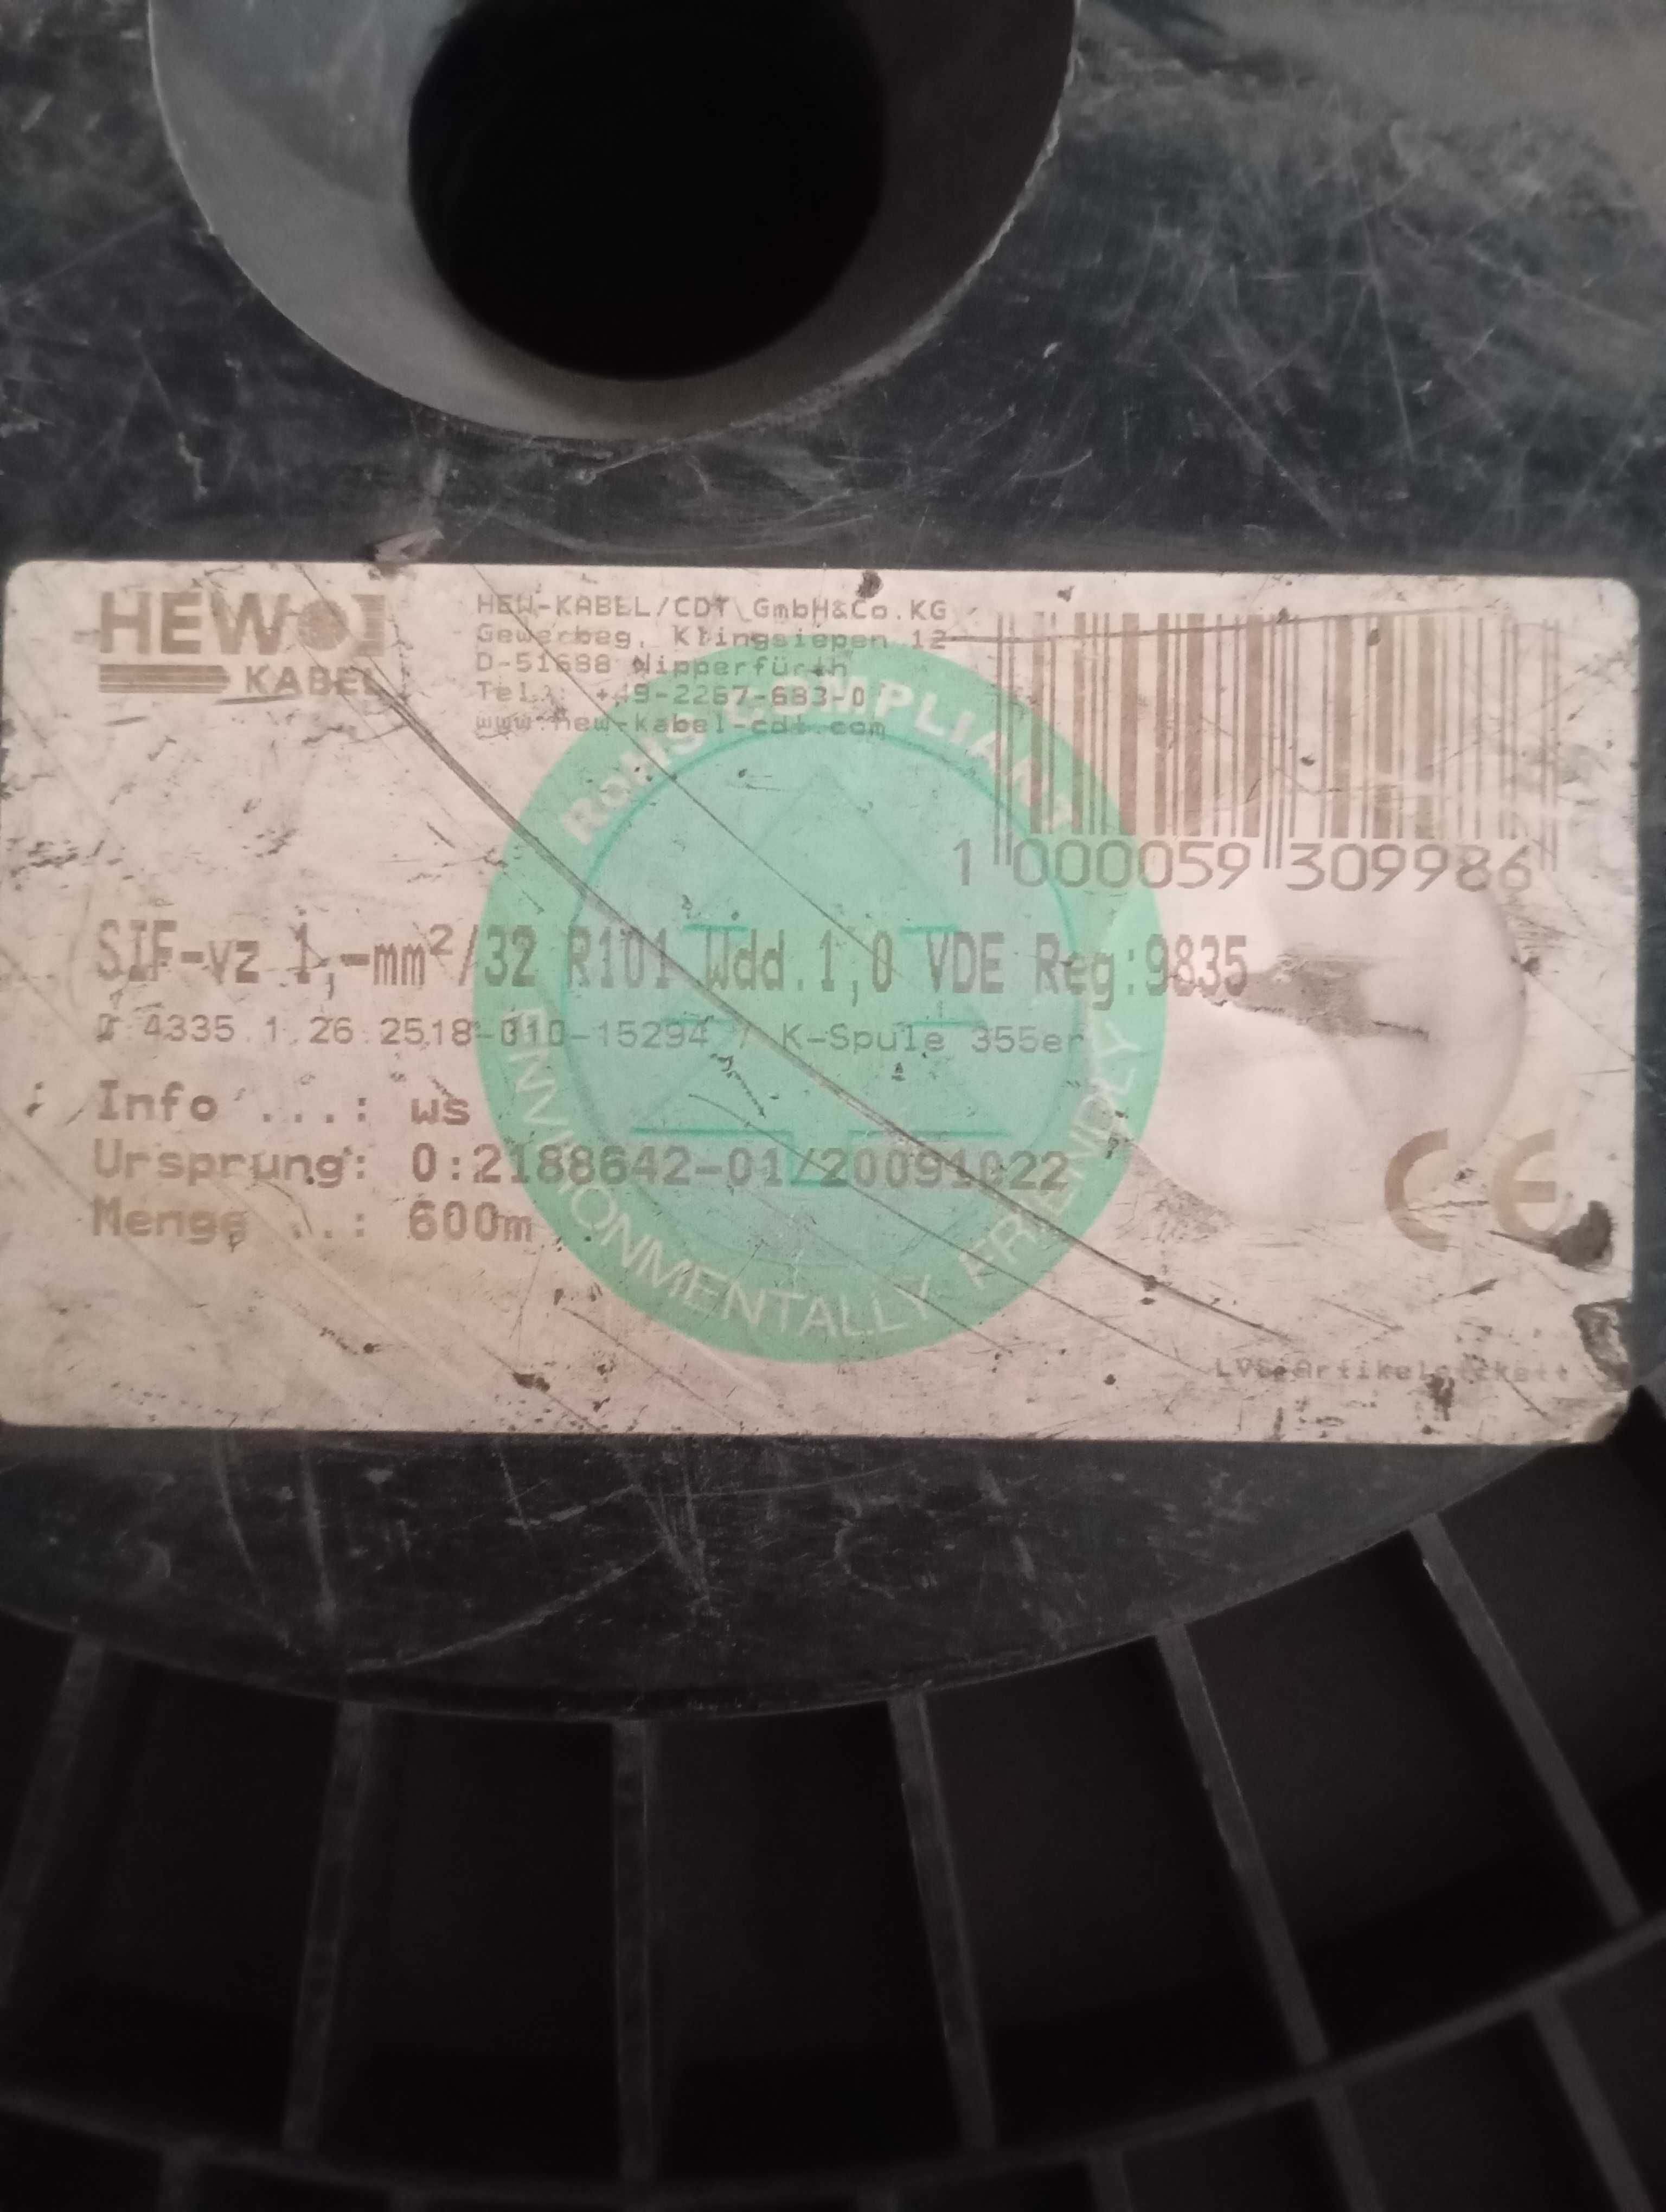 HEW
KABEL
HEW-KABEL/CDT GmbH&Co.KG
Gewerbeg. Klingsiepen 12
D-51688 Wipperfürth
Tel.: +49-2267-683-0
www.hew-kabel-cdt.com
RoHS COMPLIANT
1 000059 309986
SIF-vz 1,-mm²/32 R101 Wdd.1,0 VDE Reg:9835
4335.1.26.2518-010-15294 / K-Spule 355er
Info ...: ws
Ursprung: O:2188642-01/20091022
Menge ..: 600m
ENVIRONMENTALLY FRIENDLY
CE